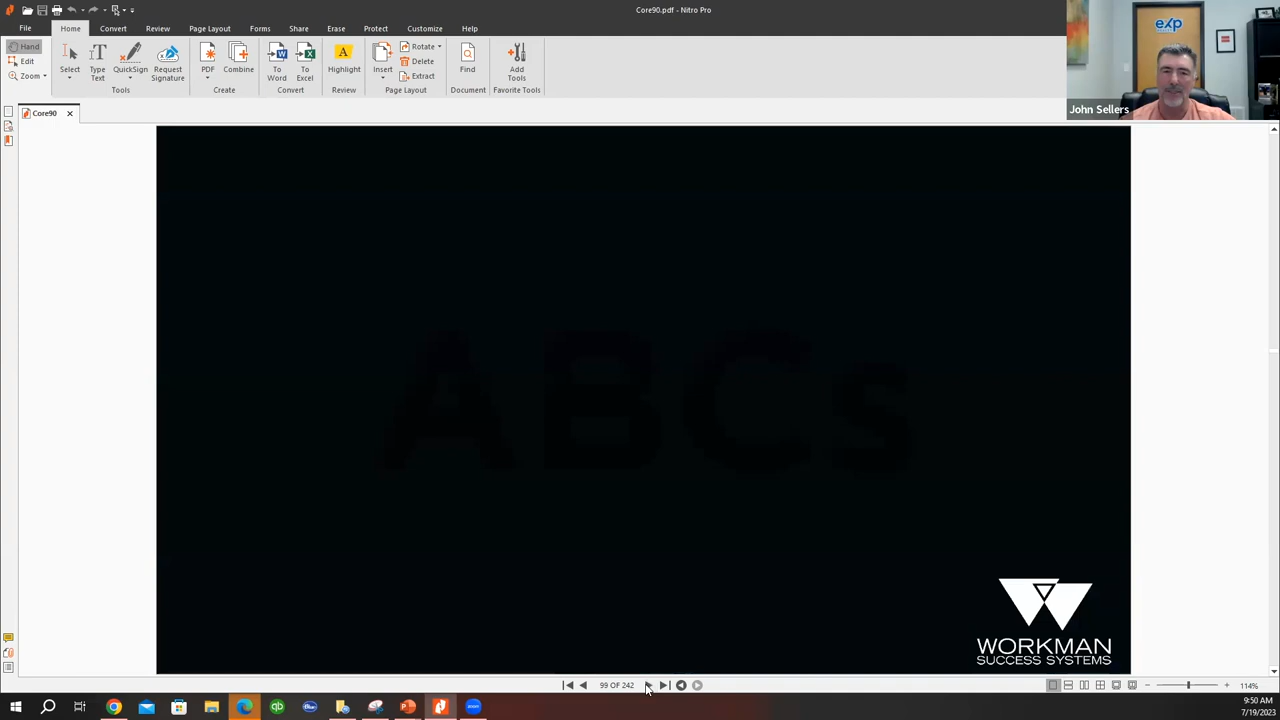 Core90.pdf - Nitro Pro
File Home Convert Review Page Layout Forms Share Erase Protect Customize Help
Hand
Edit
Zoom
Select
Type Text
QuickSign
Request Signature
Tools
PDF
Combine
Create
To Word
To Excel
Convert
Highlight
Review
Insert
Rotate
Delete
Extract
Page Layout
Find
Document
Add Tools
Favorite Tools
eXp
John Sellers
Core90
ABCs
WORKMAN
SUCCESS SYSTEMS
99 OF 242
114%
9:50 AM
7/19/2023